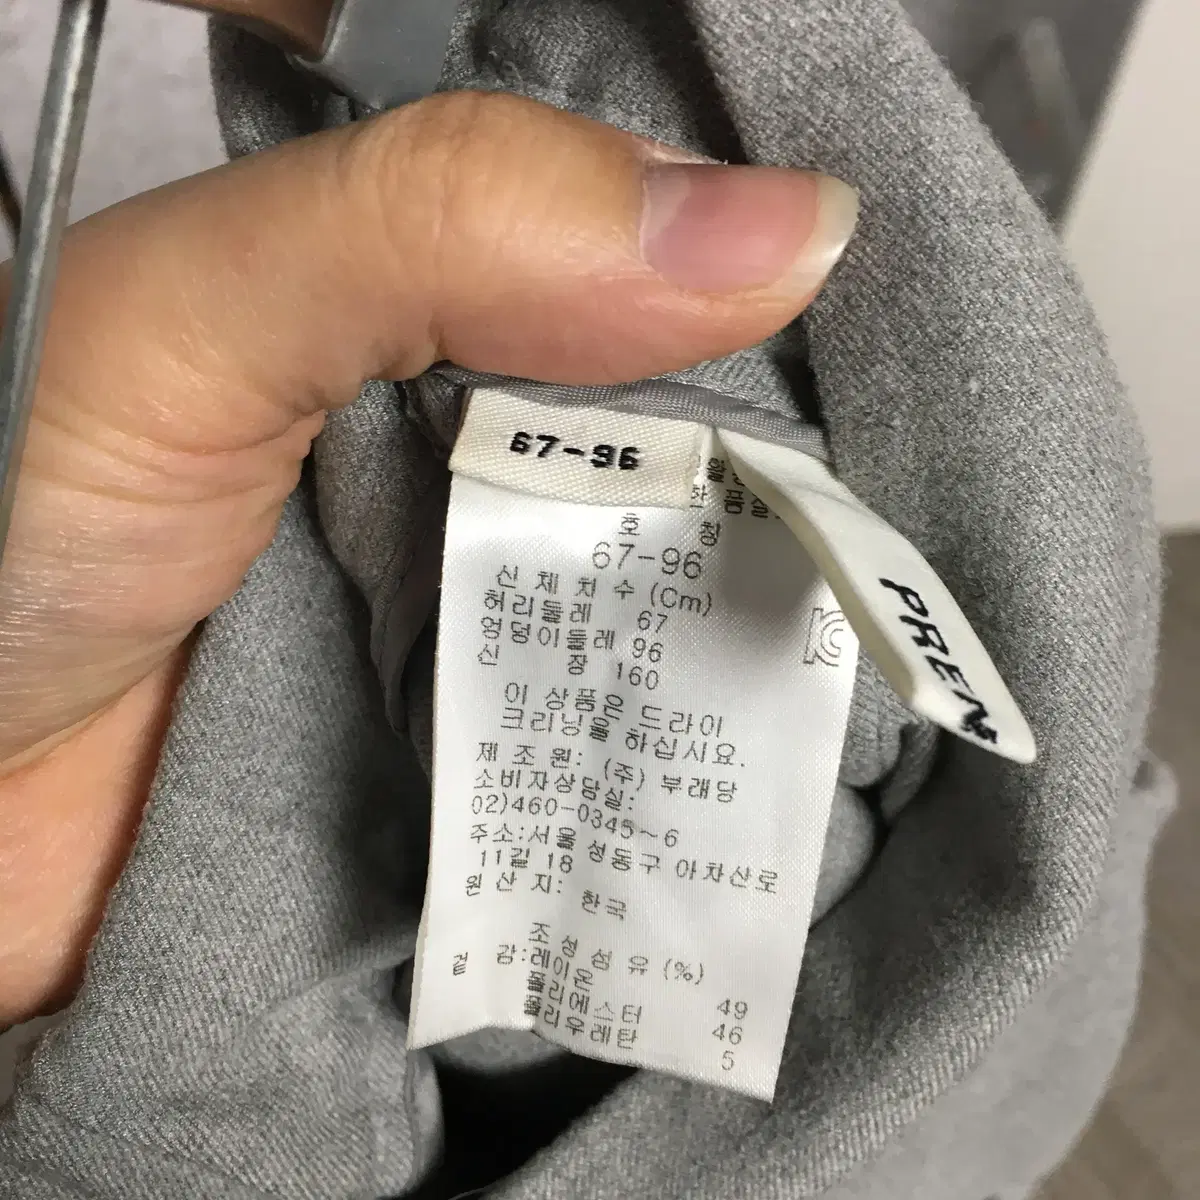 67-96
PREN
호 칭
67-96
신체치수(Cm)
허리둘레 67
엉덩이둘레 96
신 장 160
이 상품은 드라이
크리닝을 하십시요.
제조원: (주) 부래당
소비자상담실:
02)460-0345~6
주소:서울 성동구 아차산로
11길 18
원산지:
한국
조성섬유(%)
겉 감:레이온 49
폴리에스터 46
폴리우레탄 5